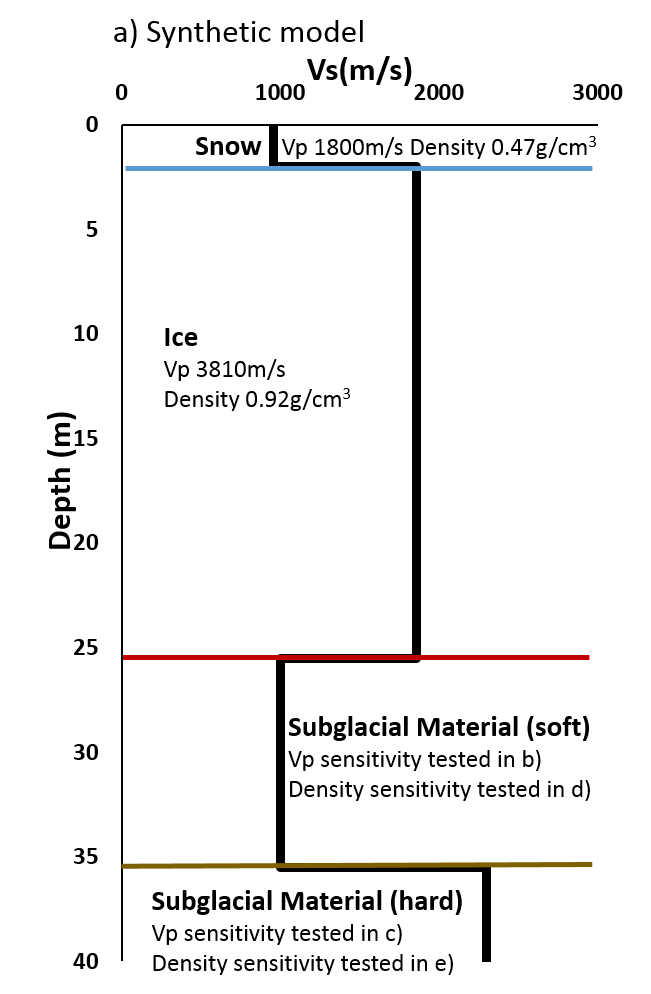 a) Synthetic model
Vs(m/s)
0 1000 2000 3000
0
Snow Vp 1800m/s Density 0.47g/cm³
5
10
Ice
Vp 3810m/s
Density 0.92g/cm³
Depth (m)
15
20
25
Subglacial Material (soft)
30
Vp sensitivity tested in b)
Density sensitivity tested in d)
35
Subglacial Material (hard)
Vp sensitivity tested in c)
40
Density sensitivity tested in e)